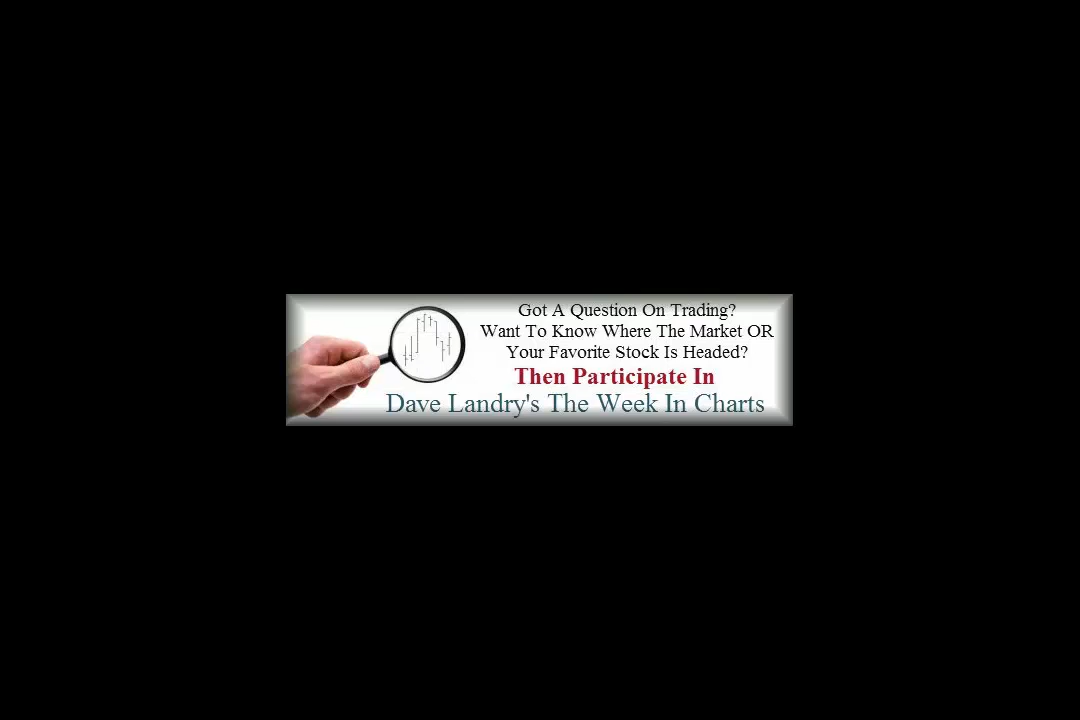 Got A Question On Trading?
Want To Know Where The Market OR
Your Favorite Stock Is Headed?
Then Participate In
Dave Landry's The Week In Charts